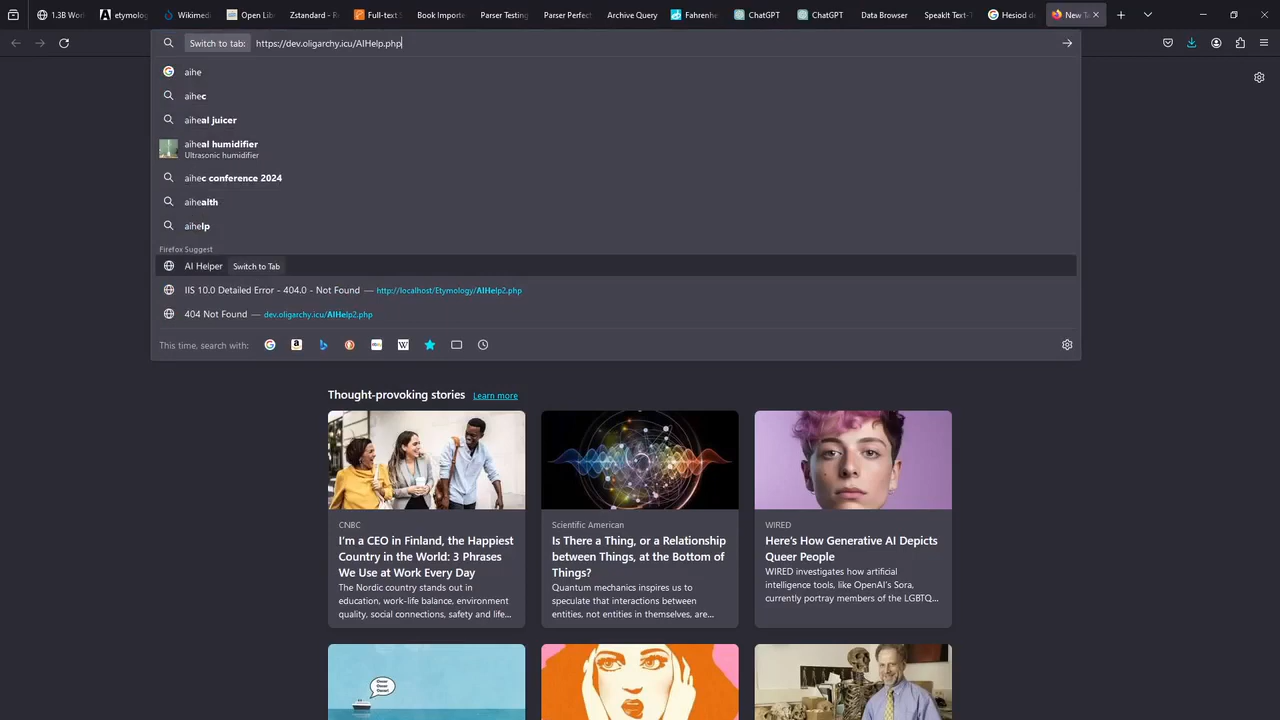 1.3B Wor
etymolog
Wikimedi
Open Lib
Zstandard - R
Full-text S
Book Importe
Parser Testing
Parser Perfect
Archive Query
Fahrenhe
ChatGPT
ChatGPT
Data Browser
Speaklt Text-T
Hesiod de
New Ta
Switch to tab: https://dev.oligarchy.icu/AIHelp.php
aihe
aihec
aiheal juicer
aiheal humidifier
Ultrasonic humidifier
aihec conference 2024
aihealth
aihelp
Firefox Suggest
AI Helper Switch to Tab
IIS 10.0 Detailed Error - 404.0 - Not Found — http://localhost/Etymology/AIHelp2.php
404 Not Found — dev.oligarchy.icu/AIHelp2.php
This time, search with:
Thought-provoking stories Learn more
CNBC
I'm a CEO in Finland, the Happiest
Country in the World: 3 Phrases
We Use at Work Every Day
The Nordic country stands out in
education, work-life balance, environment
quality, social connections, safety and life...
Scientific American
Is There a Thing, or a Relationship
between Things, at the Bottom of
Things?
Quantum mechanics inspires us to
speculate that interactions between
entities, not entities in themselves, are...
WIRED
Here's How Generative AI Depicts
Queer People
WIRED investigates how artificial
intelligence tools, like OpenAI's Sora,
currently portray members of the LGBTQ...